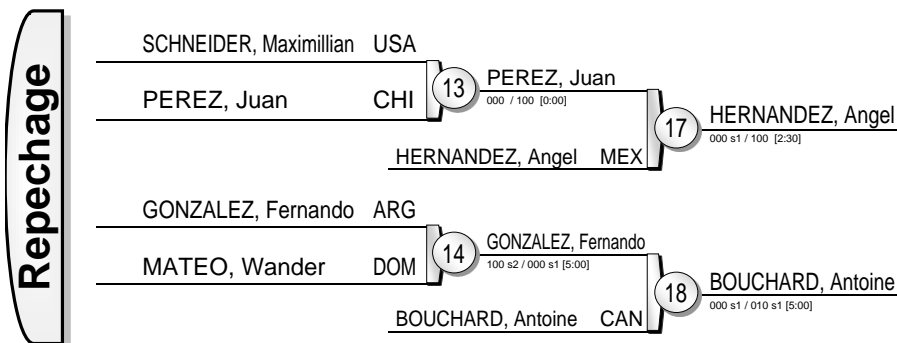 Repechage
SCHNEIDER, Maximillian USA
PEREZ, Juan CHI
13
PEREZ, Juan
000 / 100 [0:00]
HERNANDEZ, Angel MEX
17
HERNANDEZ, Angel
000 s1 / 100 [2:30]
GONZALEZ, Fernando ARG
MATEO, Wander DOM
14
GONZALEZ, Fernando
100 s2 / 000 s1 [5:00]
BOUCHARD, Antoine CAN
18
BOUCHARD, Antoine
000 s1 / 010 s1 [5:00]